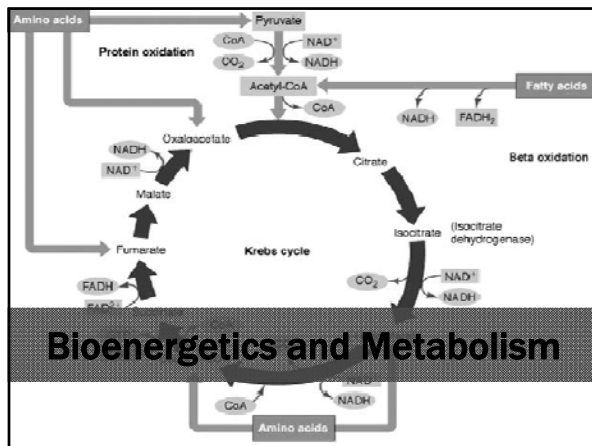 Amino acids
Pyruvate
Protein oxidation
CoA
NAD+
CO2
NADH
Acetyl-CoA
Fatty acids
CoA
NADH
FADH2
Oxaloacetate
Beta oxidation
NADH
NAD+
Citrate
Malate
Isocitrate
(Isocitrate
dehydrogenase)
Fumarate
Krebs cycle
CO2
NAD+
NADH
FADH
Bioenergetics and Metabolism
CoA
NADH
Amino acids